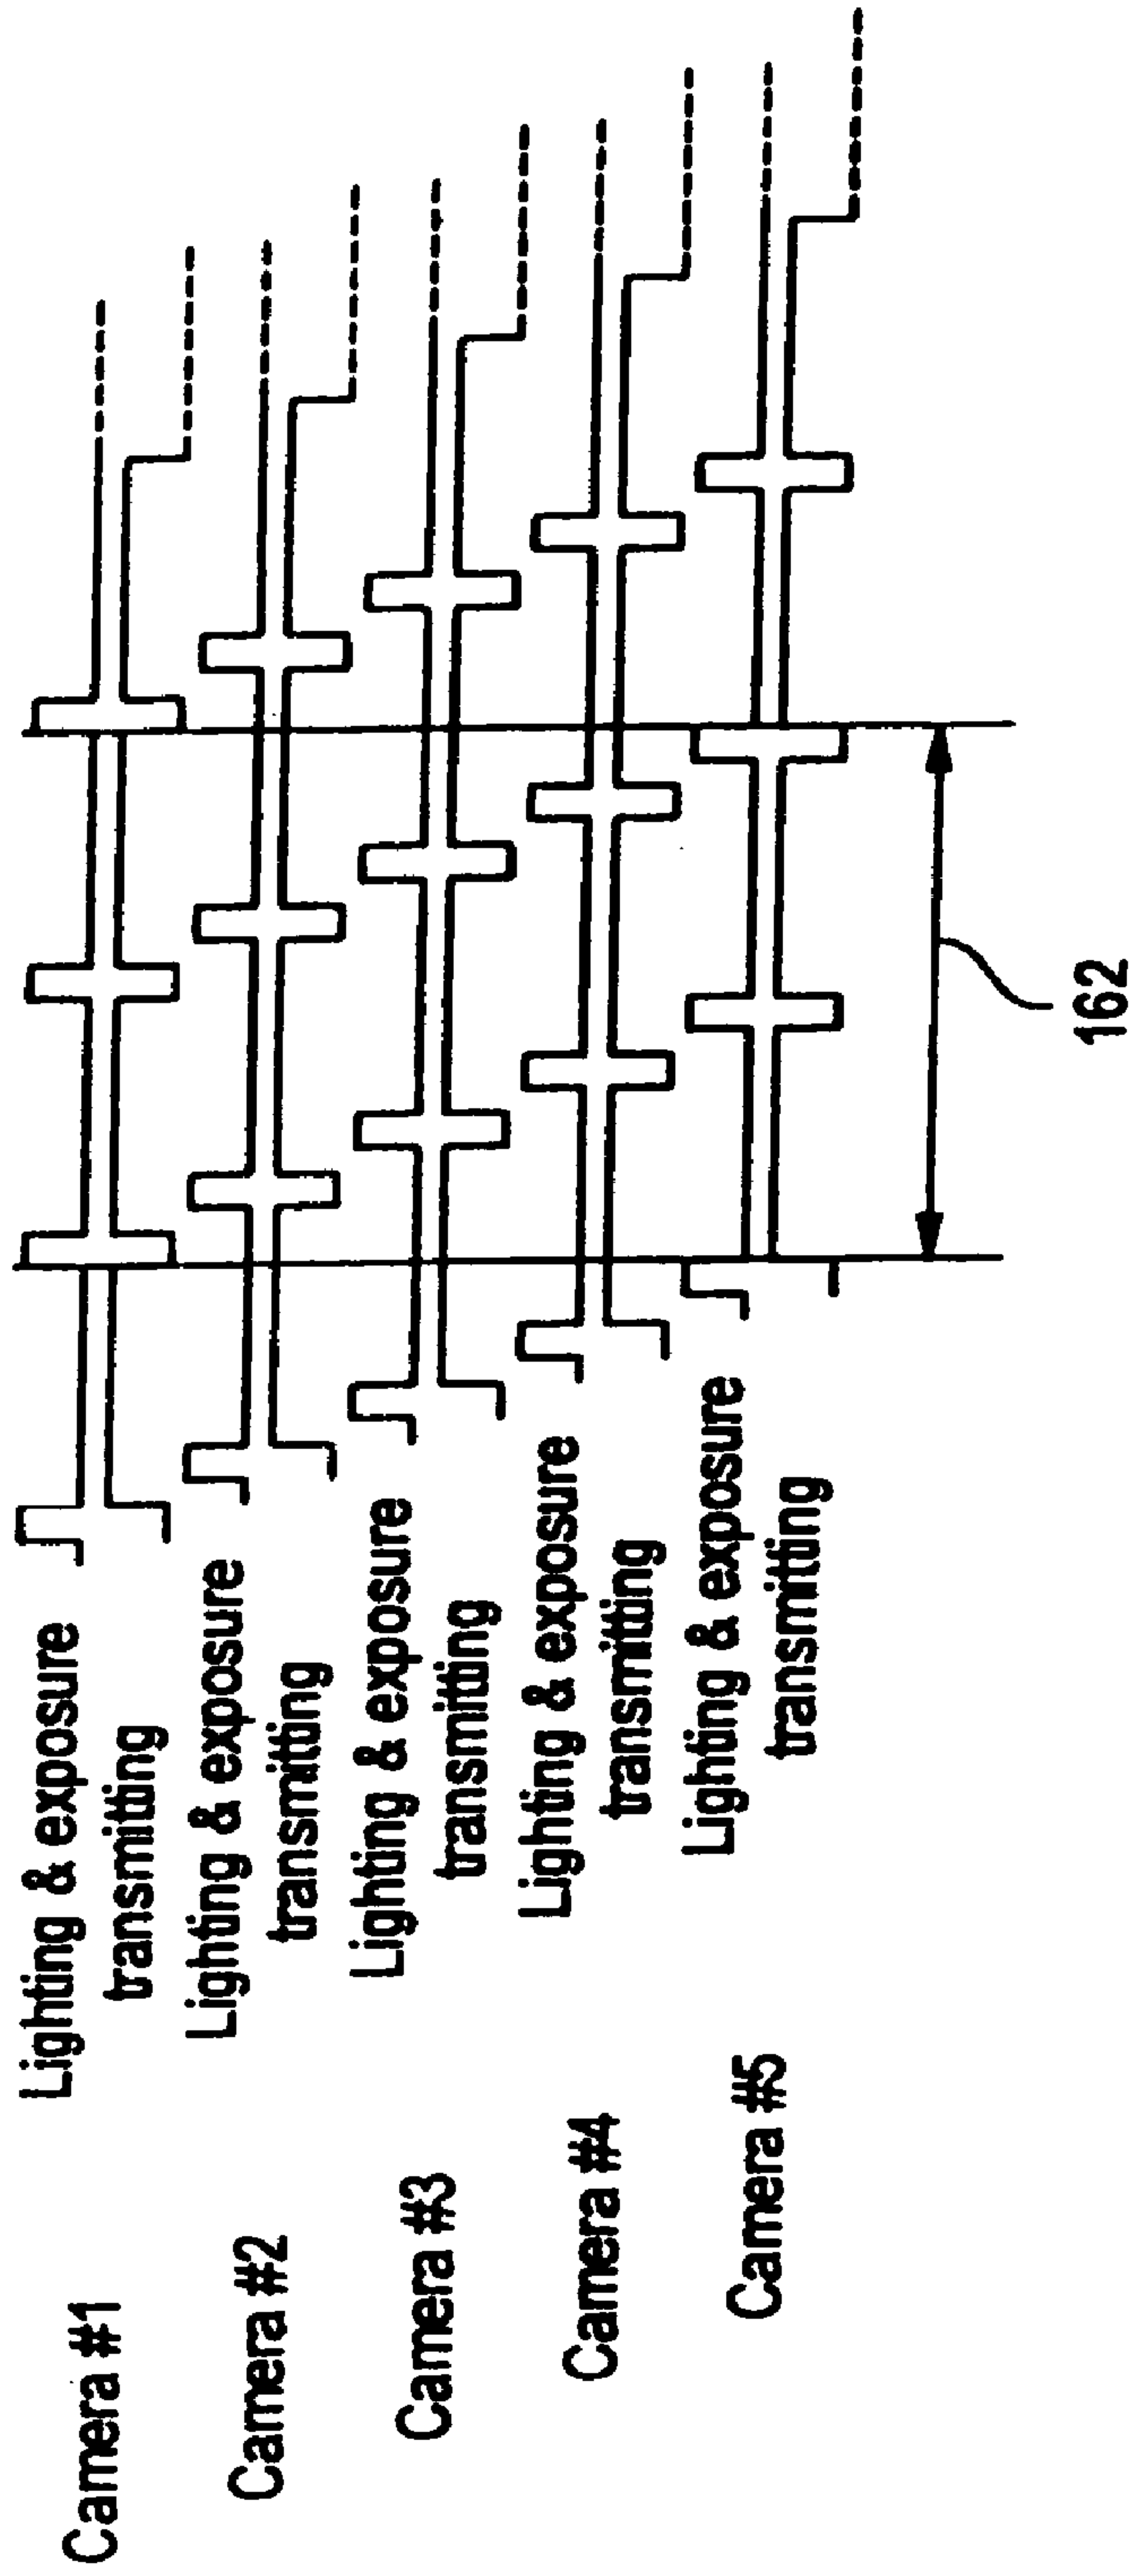 Camera #1
Lighting & exposure
transmitting
Camera #2
Lighting & exposure
transmitting
Camera #3
Lighting & exposure
transmitting
Camera #4
Lighting & exposure
transmitting
Camera #5
Lighting & exposure
transmitting
162